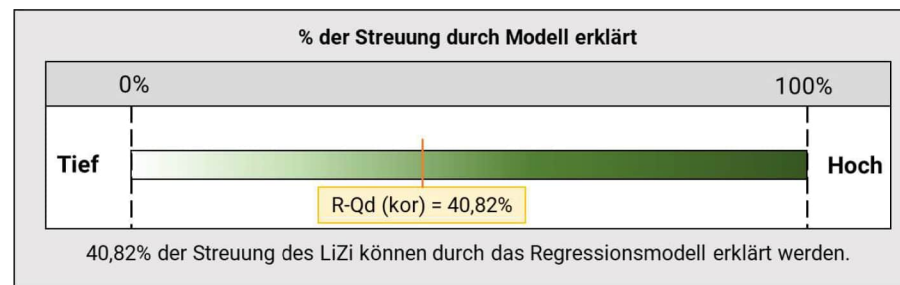 % der Streuung durch Modell erklärt
0% 100%
Tief Hoch
R-Qd (kor) = 40,82%
40,82% der Streuung des LiZi können durch das Regressionsmodell erklärt werden.